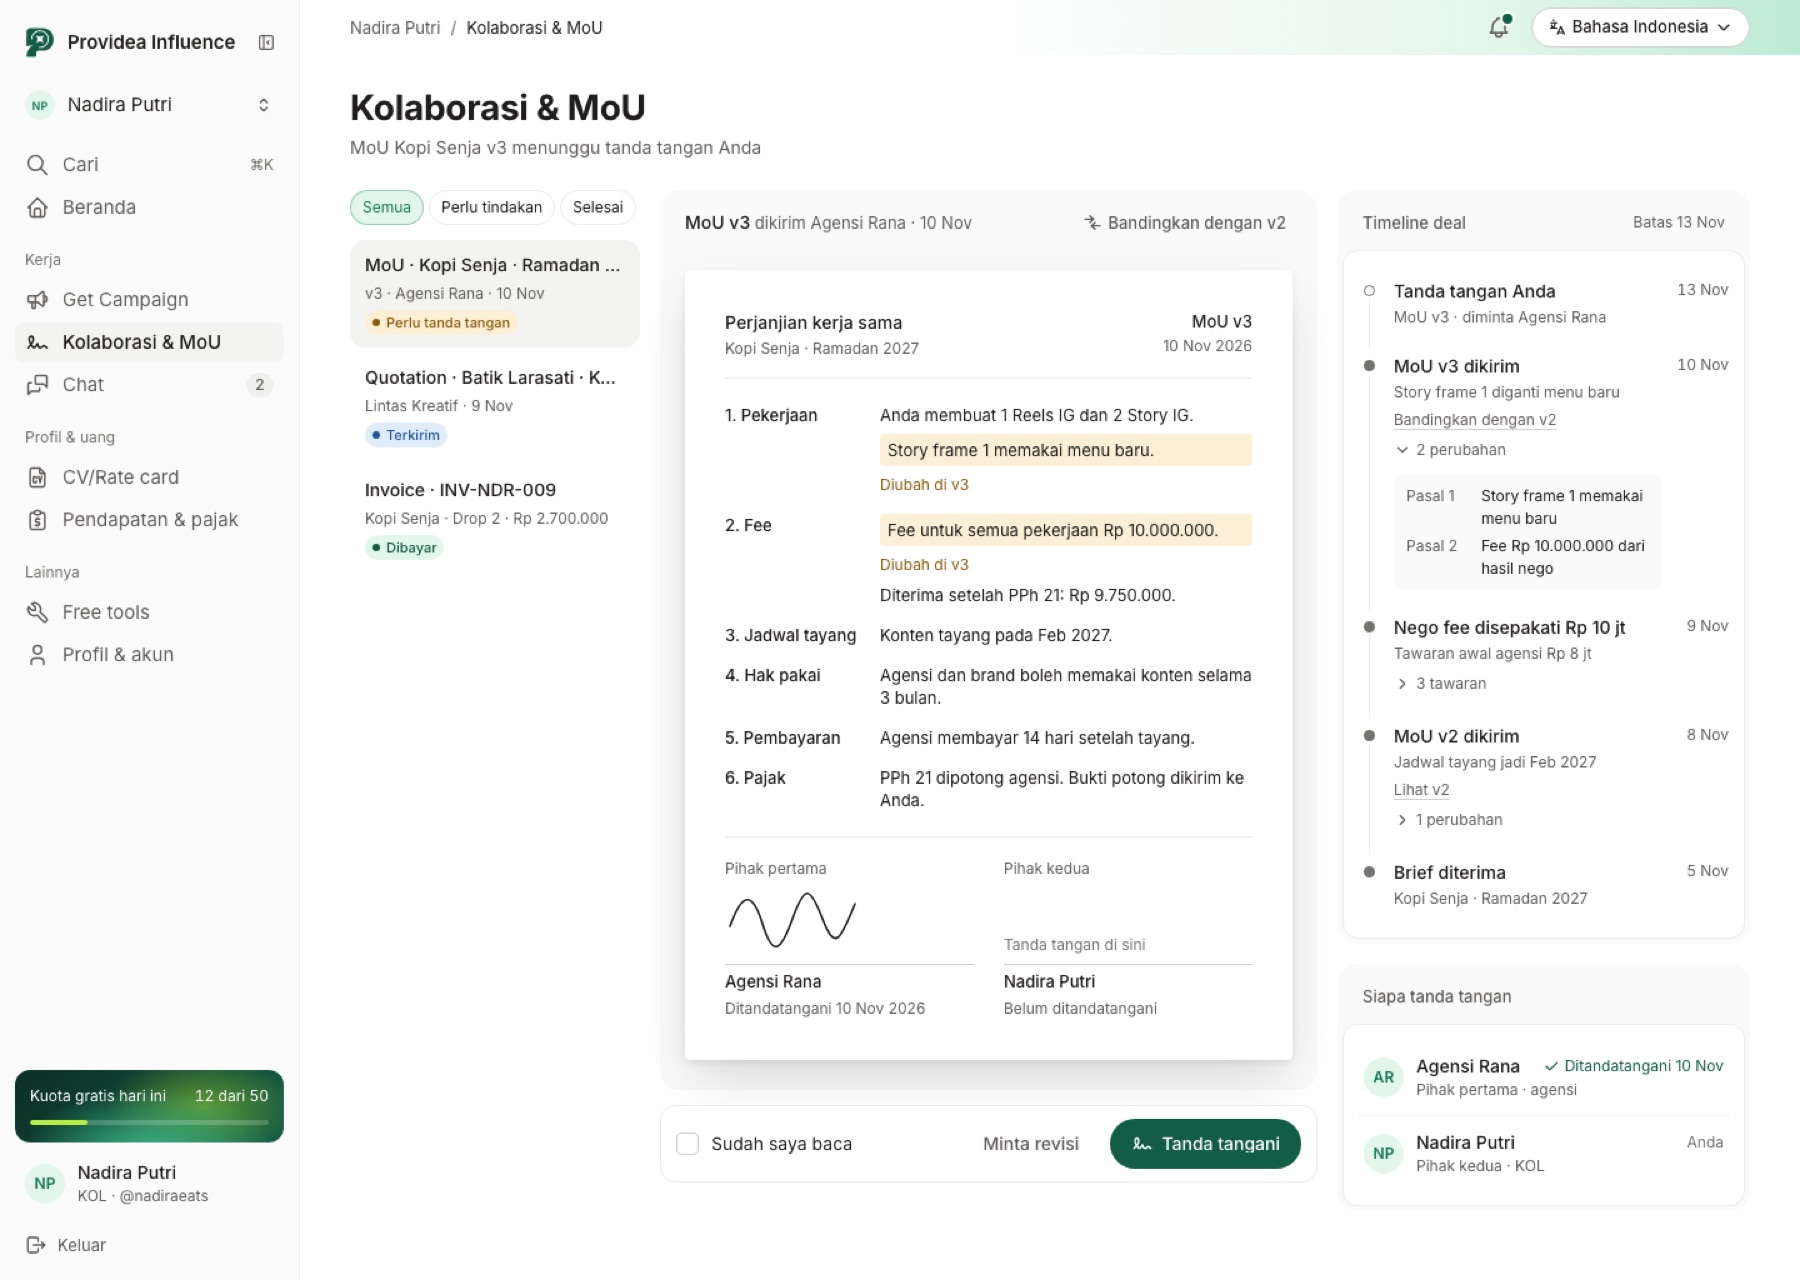 Providea Influence
NP Nadira Putri
Cari ⌘K
Beranda
Kerja
Get Campaign
Kolaborasi & MoU
Chat 2
Profil & uang
CV/Rate card
Pendapatan & pajak
Lainnya
Free tools
Profil & akun
Kuota gratis hari ini 12 dari 50
NP Nadira Putri
KOL · @nadiraeats
Keluar
Nadira Putri / Kolaborasi & MoU
Bahasa Indonesia
Kolaborasi & MoU
MoU Kopi Senja v3 menunggu tanda tangan Anda
Semua Perlu tindakan Selesai
MoU · Kopi Senja · Ramadan ...
v3 · Agensi Rana · 10 Nov
Perlu tanda tangan
Quotation · Batik Larasati · K...
Lintas Kreatif · 9 Nov
Terkirim
Invoice · INV-NDR-009
Kopi Senja · Drop 2 · Rp 2.700.000
Dibayar
MoU v3 dikirim Agensi Rana · 10 Nov Bandingkan dengan v2
Perjanjian kerja sama MoU v3
Kopi Senja · Ramadan 2027 10 Nov 2026
1. Pekerjaan Anda membuat 1 Reels IG dan 2 Story IG.
Story frame 1 memakai menu baru.
Diubah di v3
2. Fee Fee untuk semua pekerjaan Rp 10.000.000.
Diubah di v3
Diterima setelah PPh 21: Rp 9.750.000.
3. Jadwal tayang Konten tayang pada Feb 2027.
4. Hak pakai Agensi dan brand boleh memakai konten selama
3 bulan.
5. Pembayaran Agensi membayar 14 hari setelah tayang.
6. Pajak PPh 21 dipotong agensi. Bukti potong dikirim ke
Anda.
Pihak pertama Pihak kedua
Tanda tangan di sini
Agensi Rana Nadira Putri
Ditandatangani 10 Nov 2026 Belum ditandatangani
Sudah saya baca Minta revisi Tanda tangani
Timeline deal Batas 13 Nov
Tanda tangan Anda 13 Nov
MoU v3 · diminta Agensi Rana
MoU v3 dikirim 10 Nov
Story frame 1 diganti menu baru
Bandingkan dengan v2
2 perubahan
Pasal 1 Story frame 1 memakai
menu baru
Pasal 2 Fee Rp 10.000.000 dari
hasil nego
Nego fee disepakati Rp 10 jt 9 Nov
Tawaran awal agensi Rp 8 jt
3 tawaran
MoU v2 dikirim 8 Nov
Jadwal tayang jadi Feb 2027
Lihat v2
1 perubahan
Brief diterima 5 Nov
Kopi Senja · Ramadan 2027
Siapa tanda tangan
AR Agensi Rana Ditandatangani 10 Nov
Pihak pertama · agensi
NP Nadira Putri Anda
Pihak kedua · KOL